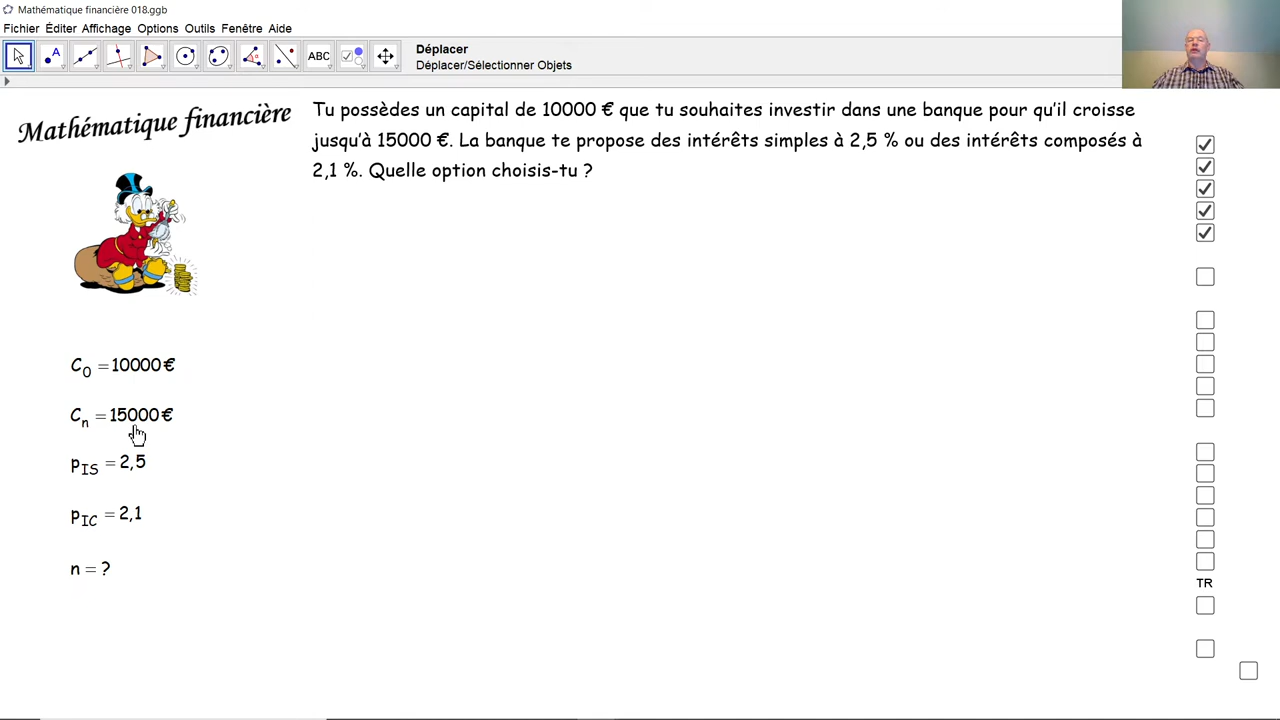 Mathématique financière 018.ggb
Fichier Éditer Affichage Options Outils Fenêtre Aide
A
ABC
Déplacer
Déplacer/Sélectionner Objets
Mathématique financière
Tu possèdes un capital de 10000 € que tu souhaites investir dans une banque pour qu'il croisse
jusqu'à 15000 €. La banque te propose des intérêts simples à 2,5 % ou des intérêts composés à
2,1 %. Quelle option choisis-tu ?
C0 = 10000 €
Cn = 15000 €
pIS = 2,5
pIC = 2,1
n = ?
TR